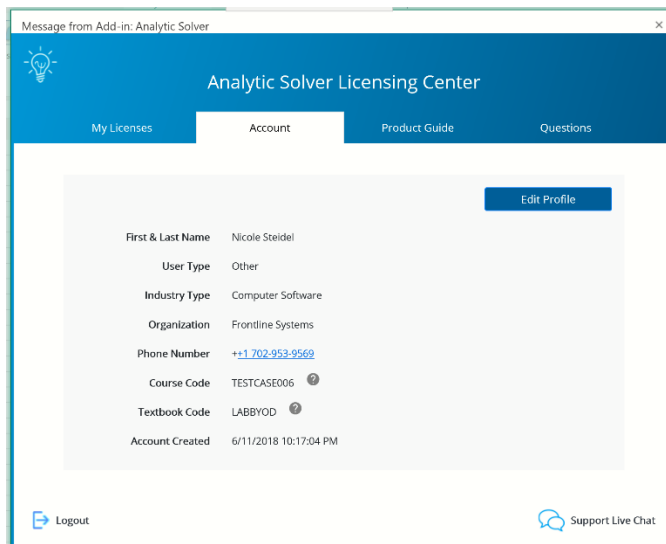 Message from Add-in: Analytic Solver
Analytic Solver Licensing Center
My Licenses Account Product Guide Questions
Edit Profile
First & Last Name Nicole Steidel
User Type Other
Industry Type Computer Software
Organization Frontline Systems
Phone Number ++1 702-953-9569
Course Code TESTCASE006 ?
Textbook Code LABBYOD ?
Account Created 6/11/2018 10:17:04 PM
Logout Support Live Chat